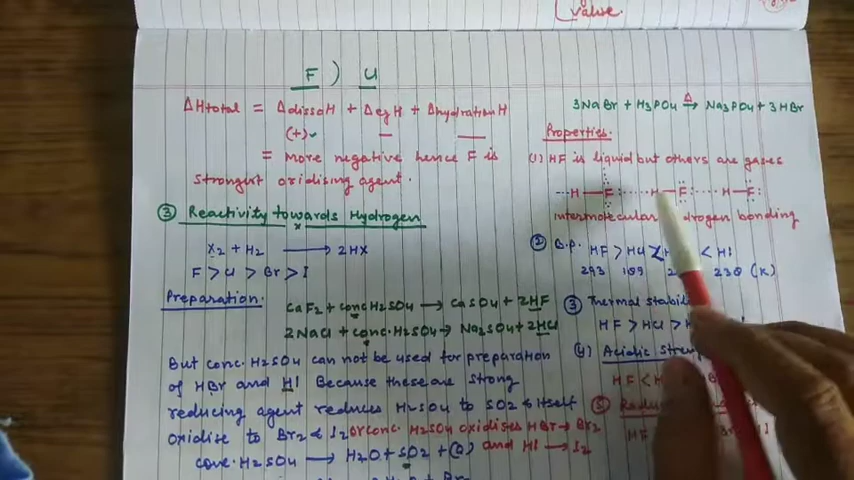 value.
F ) Cl
ΔHtotal = ΔdissoH + ΔegH + ΔhydrationH
(+) — —
= more negative hence F is
strongest oxidising agent.
③ Reactivity towards Hydrogen
X2 + H2 ⟶ 2HX
F > Cl > Br > I
Preparation.
CaF2 + conc H2SO4 ⟶ CaSO4 + 2HF
2NaCl + conc. H2SO4 → Na2SO4 + 2HCl
But conc. H2SO4 can not be used for preparation
of HBr and HI Because these are strong
reducing agent reduces H2SO4 to SO2 & itself
oxidise to Br2 & I2 or conc. H2SO4 oxidises HBr → Br2
conc. H2SO4 ⟶ H2O + SO2 + (O) and HI → I2
3NaBr + H3PO4 →Δ Na3PO4 + 3HBr
Properties.
(1) HF is liquid but others are gases
---H—F: ······ H—F: ····· H—F:
intermolecular bonding
② B.P. HF > HCl < < HI
293 189 2 238 (K)
③ Thermal
HF > HCl >
(4) Acidic
HF <
⑤